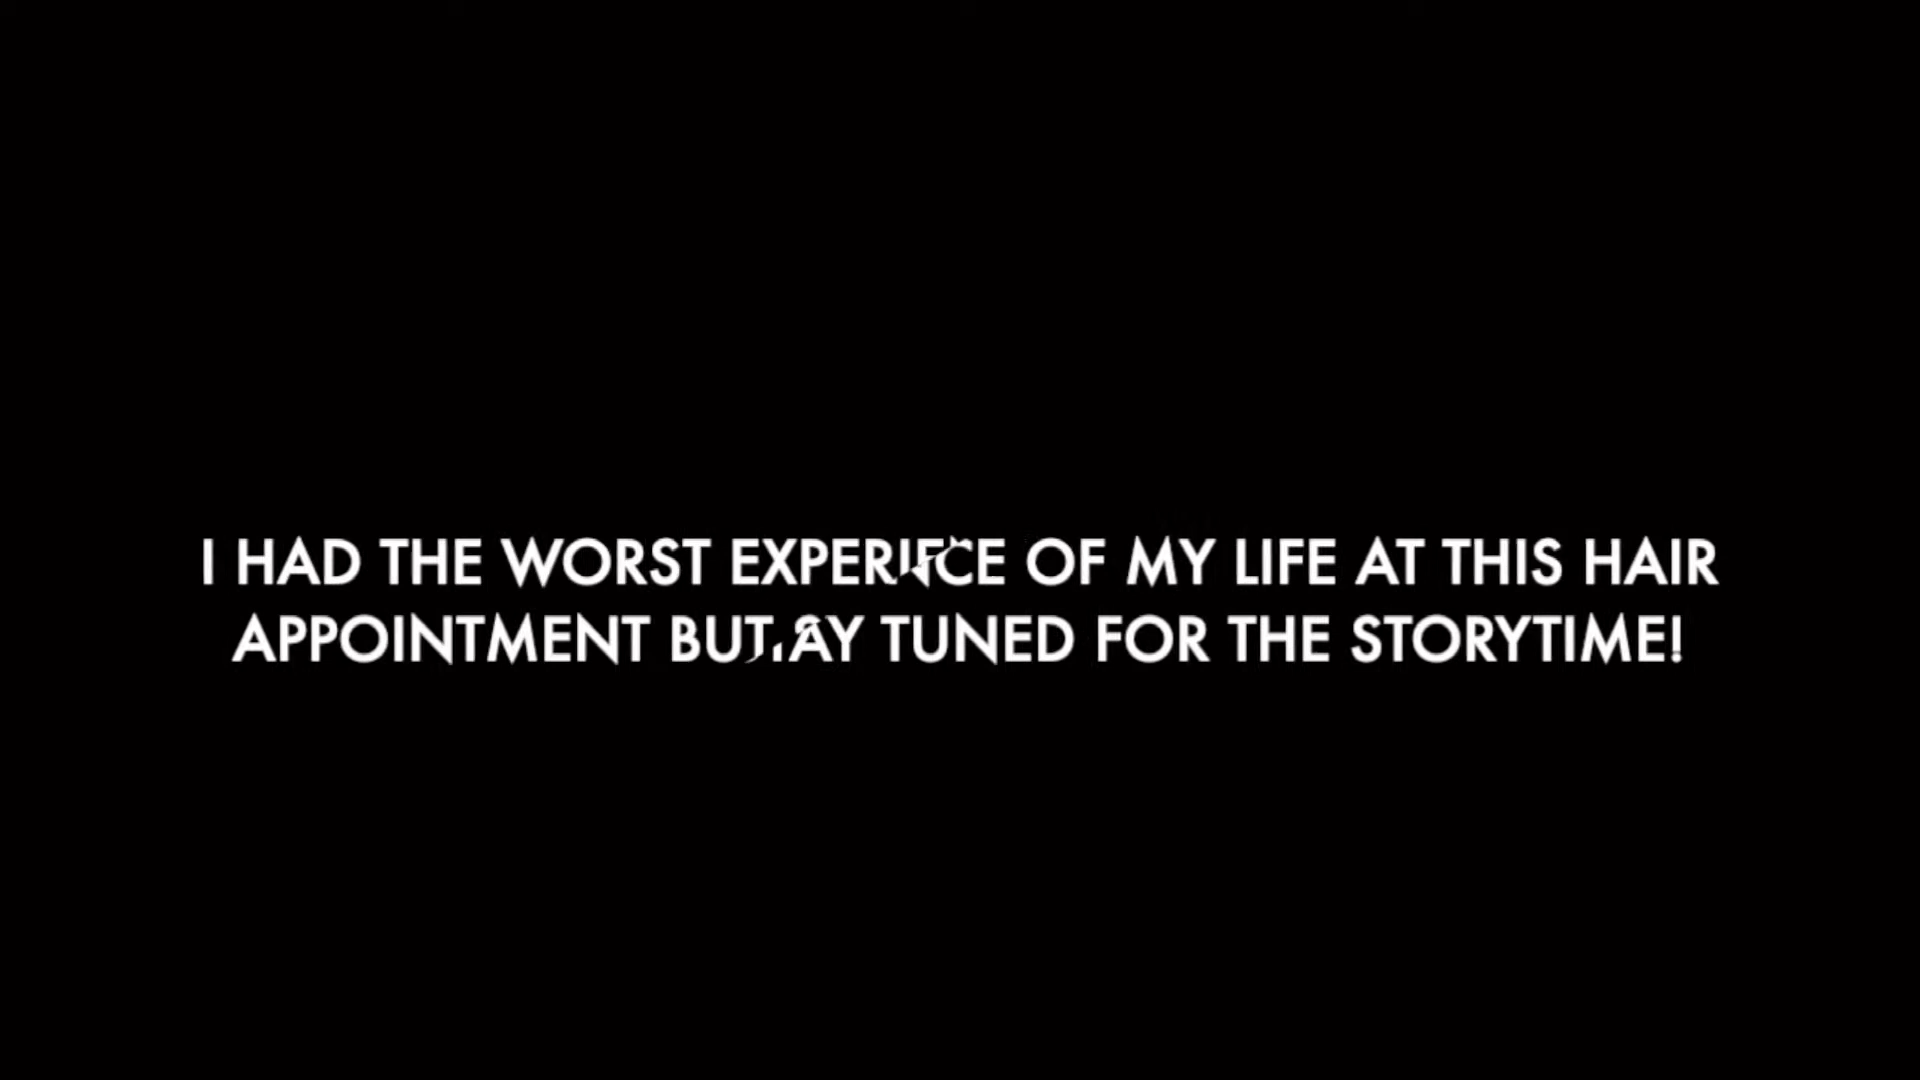 I HAD THE WORST OF MY LIFE AT THIS HAIR
APPOINTMENT TUNED FOR THE STORYTIME!